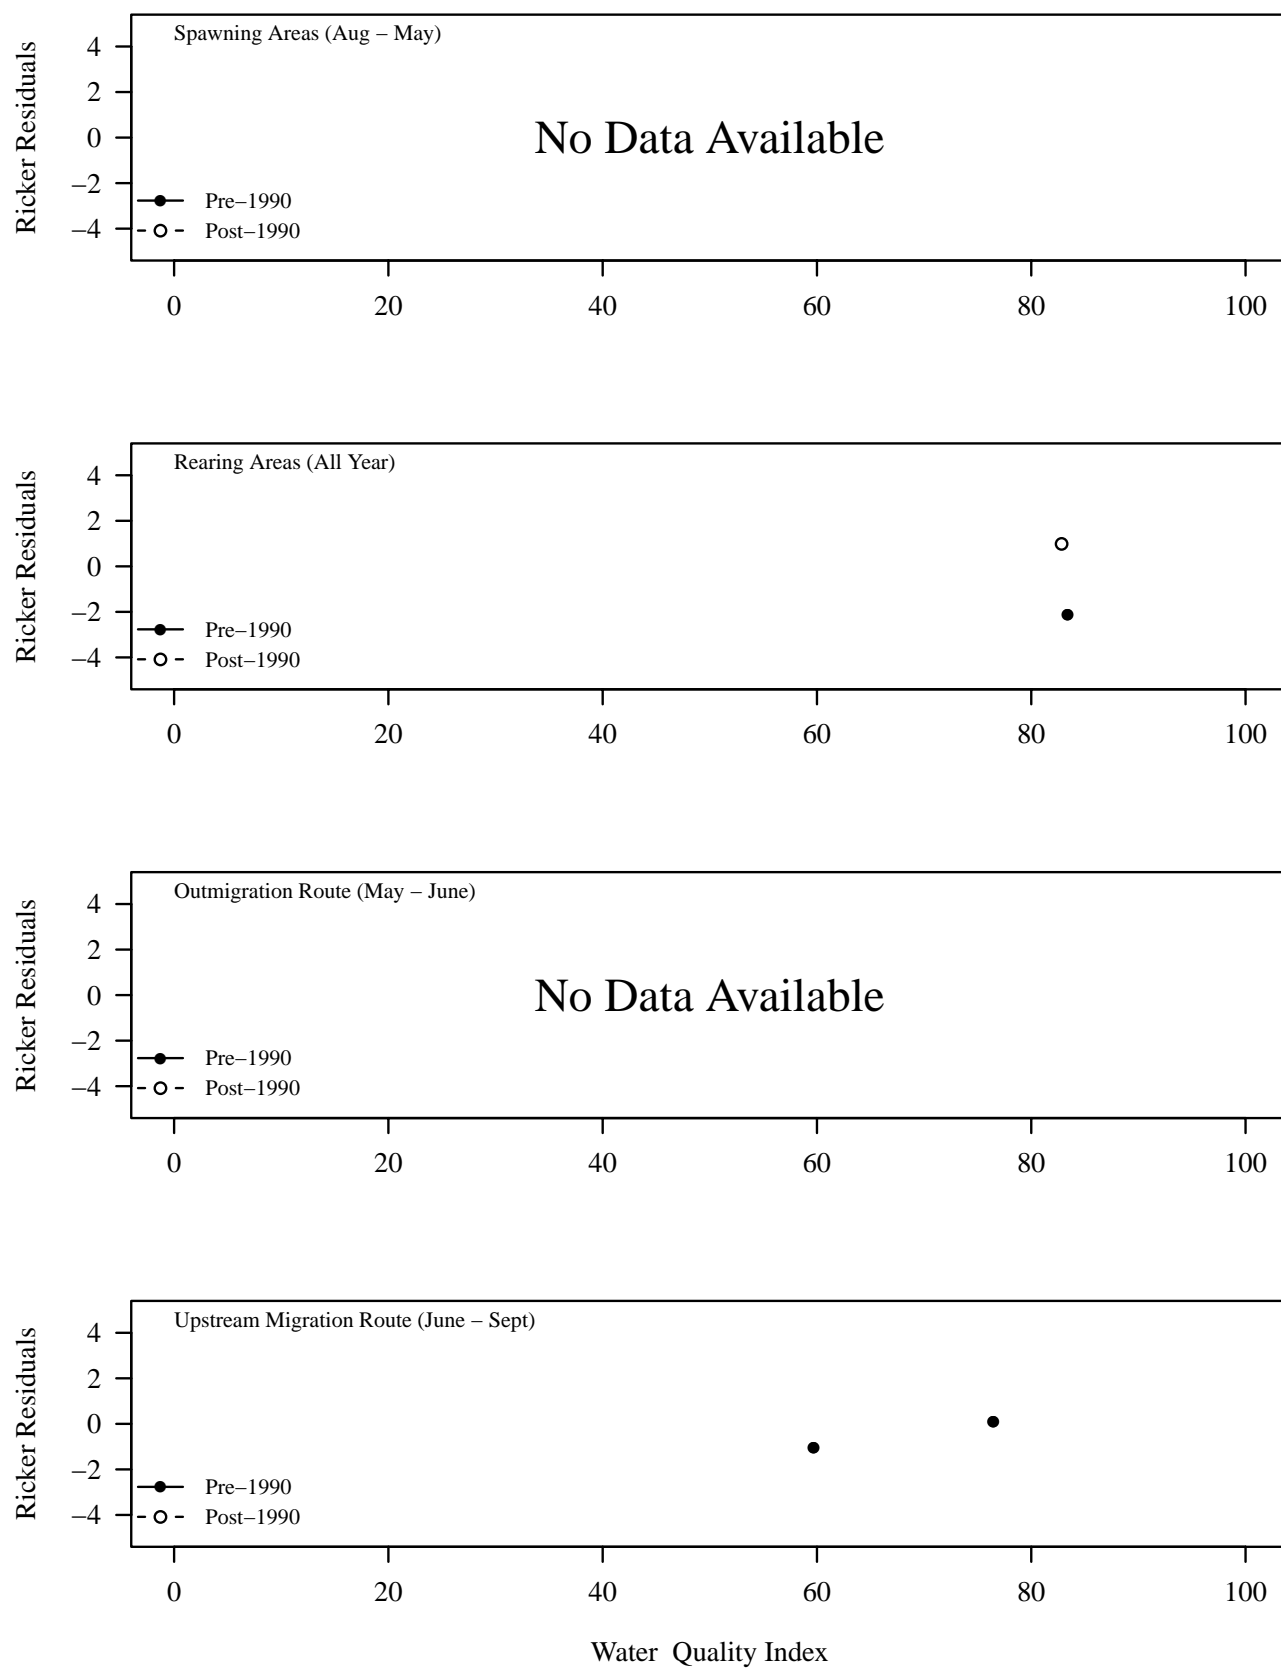 Spawning Areas (Aug – May)
Ricker Residuals
4
2
0
–2
–4
No Data Available
Pre–1990
Post–1990
0 20 40 60 80 100
Rearing Areas (All Year)
Ricker Residuals
4
2
0
–2
–4
Pre–1990
Post–1990
0 20 40 60 80 100
Outmigration Route (May – June)
Ricker Residuals
4
2
0
–2
–4
No Data Available
Pre–1990
Post–1990
0 20 40 60 80 100
Upstream Migration Route (June – Sept)
Ricker Residuals
4
2
0
–2
–4
Pre–1990
Post–1990
0 20 40 60 80 100
Water Quality Index